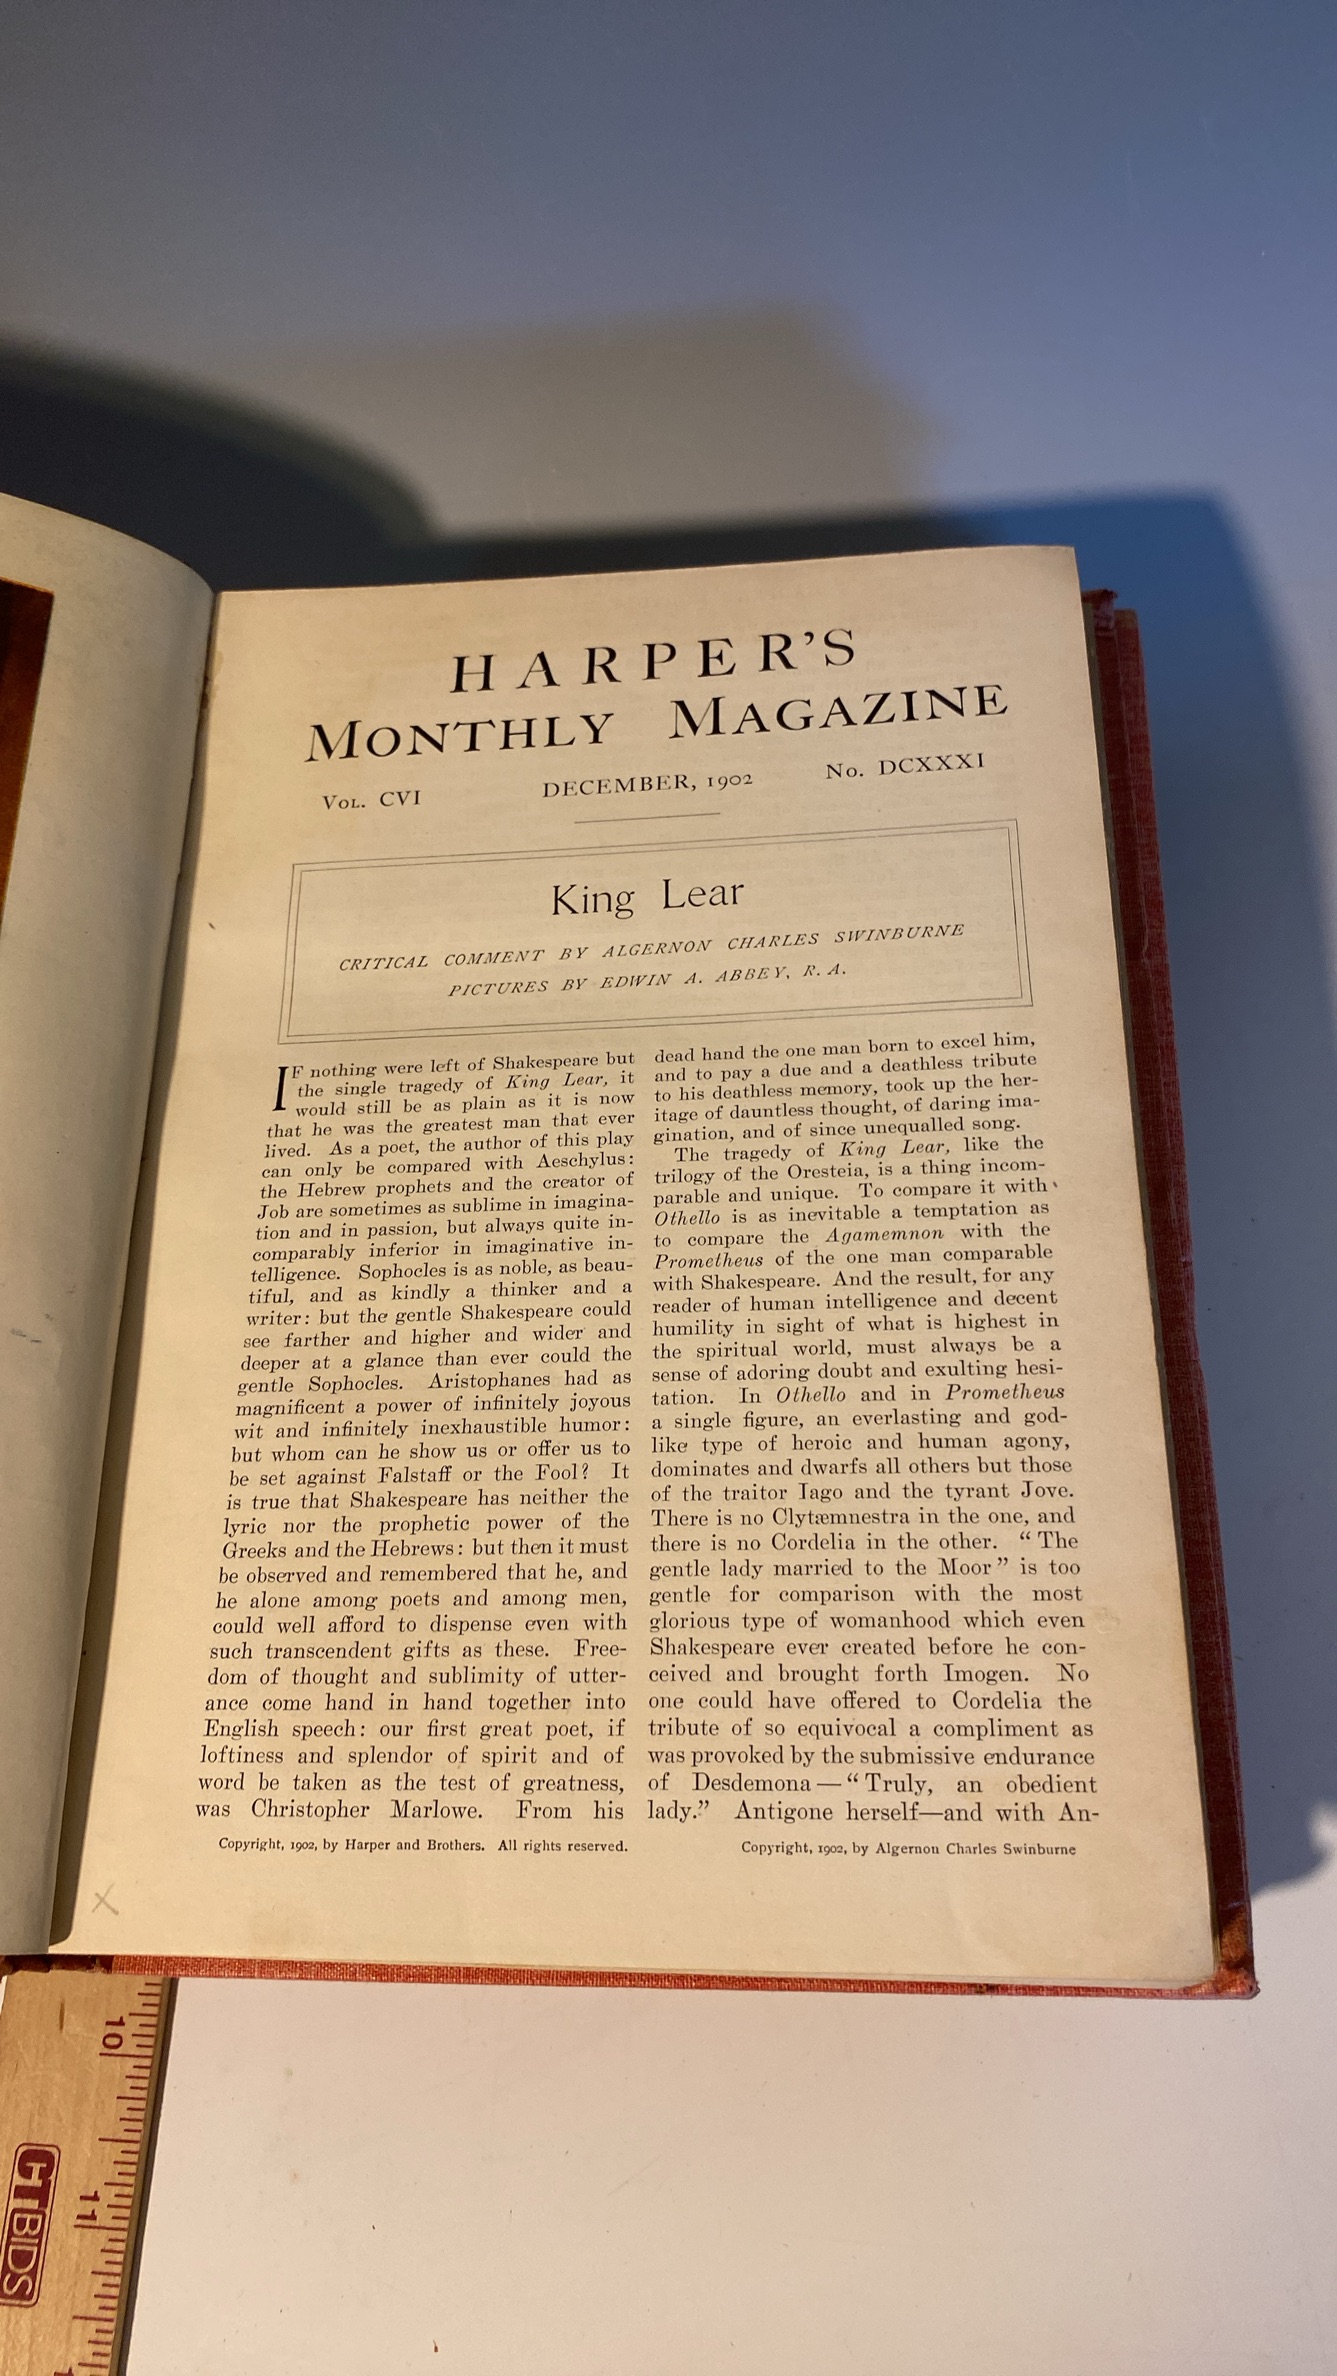 HARPER'S
MONTHLY MAGAZINE
VOL. CVI DECEMBER, 1902 No. DCXXXI
King Lear
CRITICAL COMMENT BY ALGERNON CHARLES SWINBURNE
PICTURES BY EDWIN A. ABBEY, R. A.
IF nothing were left of Shakespeare but
the single tragedy of King Lear, it
would still be as plain as it is now
that he was the greatest man that ever
lived. As a poet, the author of this play
can only be compared with Aeschylus:
the Hebrew prophets and the creator of
Job are sometimes as sublime in imagina-
tion and in passion, but always quite in-
comparably inferior in imaginative in-
telligence. Sophocles is as noble, as beau-
tiful, and as kindly a thinker and a
writer: but the gentle Shakespeare could
see farther and higher and wider and
deeper at a glance than ever could the
gentle Sophocles. Aristophanes had as
magnificent a power of infinitely joyous
wit and infinitely inexhaustible humor:
but whom can he show us or offer us to
be set against Falstaff or the Fool? It
is true that Shakespeare has neither the
lyric nor the prophetic power of the
Greeks and the Hebrews: but then it must
be observed and remembered that he, and
he alone among poets and among men,
could well afford to dispense even with
such transcendent gifts as these. Free-
dom of thought and sublimity of utter-
ance come hand in hand together into
English speech: our first great poet, if
loftiness and splendor of spirit and of
word be taken as the test of greatness,
was Christopher Marlowe. From his
dead hand the one man born to excel him,
and to pay a due and a deathless tribute
to his deathless memory, took up the her-
itage of dauntless thought, of daring ima-
gination, and of since unequalled song.
The tragedy of King Lear, like the
trilogy of the Oresteia, is a thing incom-
parable and unique. To compare it with
Othello is as inevitable a temptation as
to compare the Agamemnon with the
Prometheus of the one man comparable
with Shakespeare. And the result, for any
reader of human intelligence and decent
humility in sight of what is highest in
the spiritual world, must always be a
sense of adoring doubt and exulting hesi-
tation. In Othello and in Prometheus
a single figure, an everlasting and god-
like type of heroic and human agony,
dominates and dwarfs all others but those
of the traitor Iago and the tyrant Jove.
There is no Clytæmnestra in the one, and
there is no Cordelia in the other. "The
gentle lady married to the Moor" is too
gentle for comparison with the most
glorious type of womanhood which even
Shakespeare ever created before he con-
ceived and brought forth Imogen. No
one could have offered to Cordelia the
tribute of so equivocal a compliment as
was provoked by the submissive endurance
of Desdemona—"Truly, an obedient
lady." Antigone herself—and with An-
Copyright, 1902, by Harper and Brothers. All rights reserved.
Copyright, 1902, by Algernon Charles Swinburne
X
10
11
CTBIDS